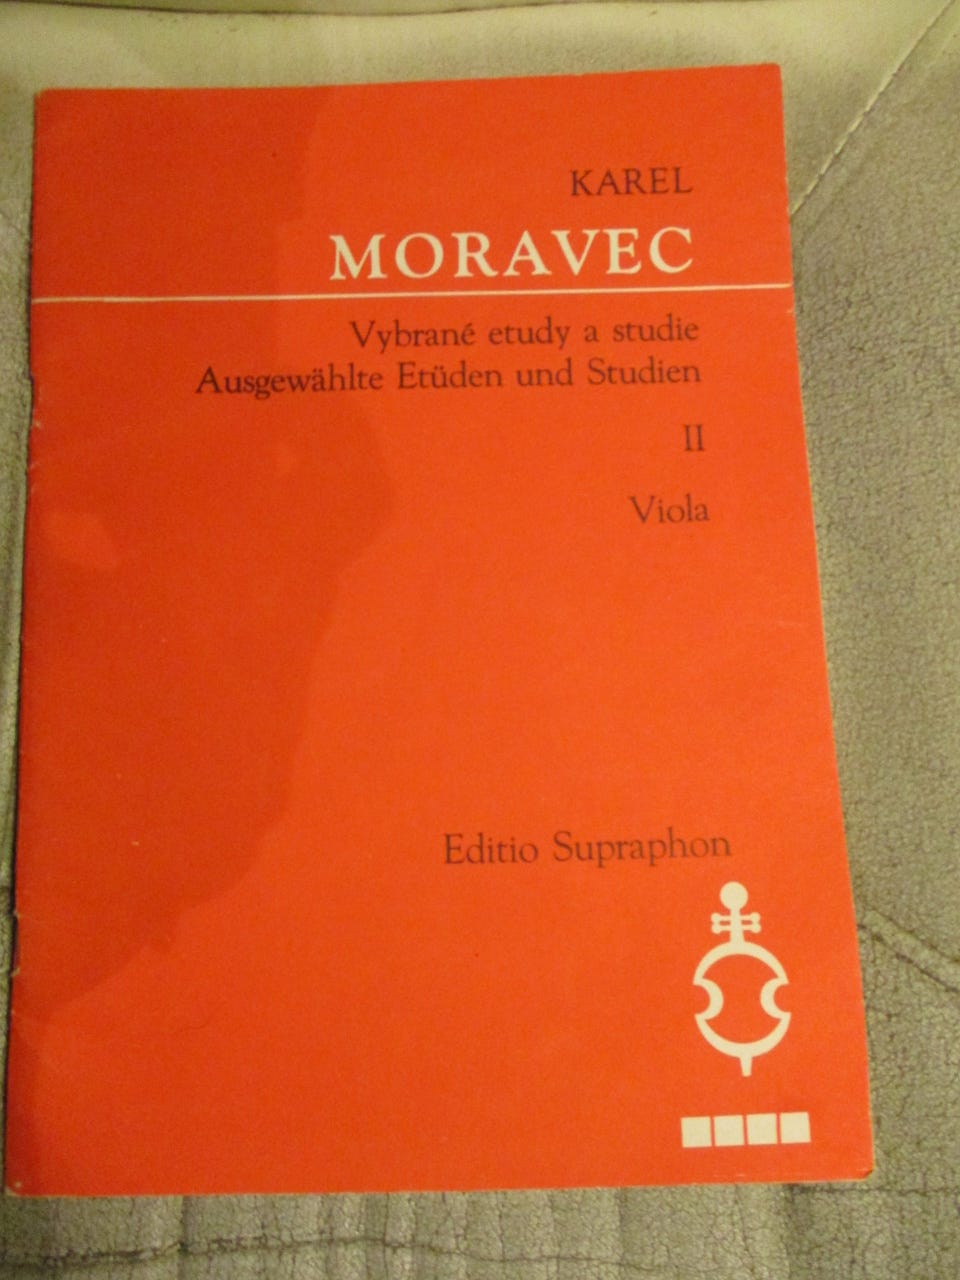 KAREL
MORAVEC
Vybrané etudy a studie
Ausgewählte Etüden und Studien
II
Viola
Editio Supraphon